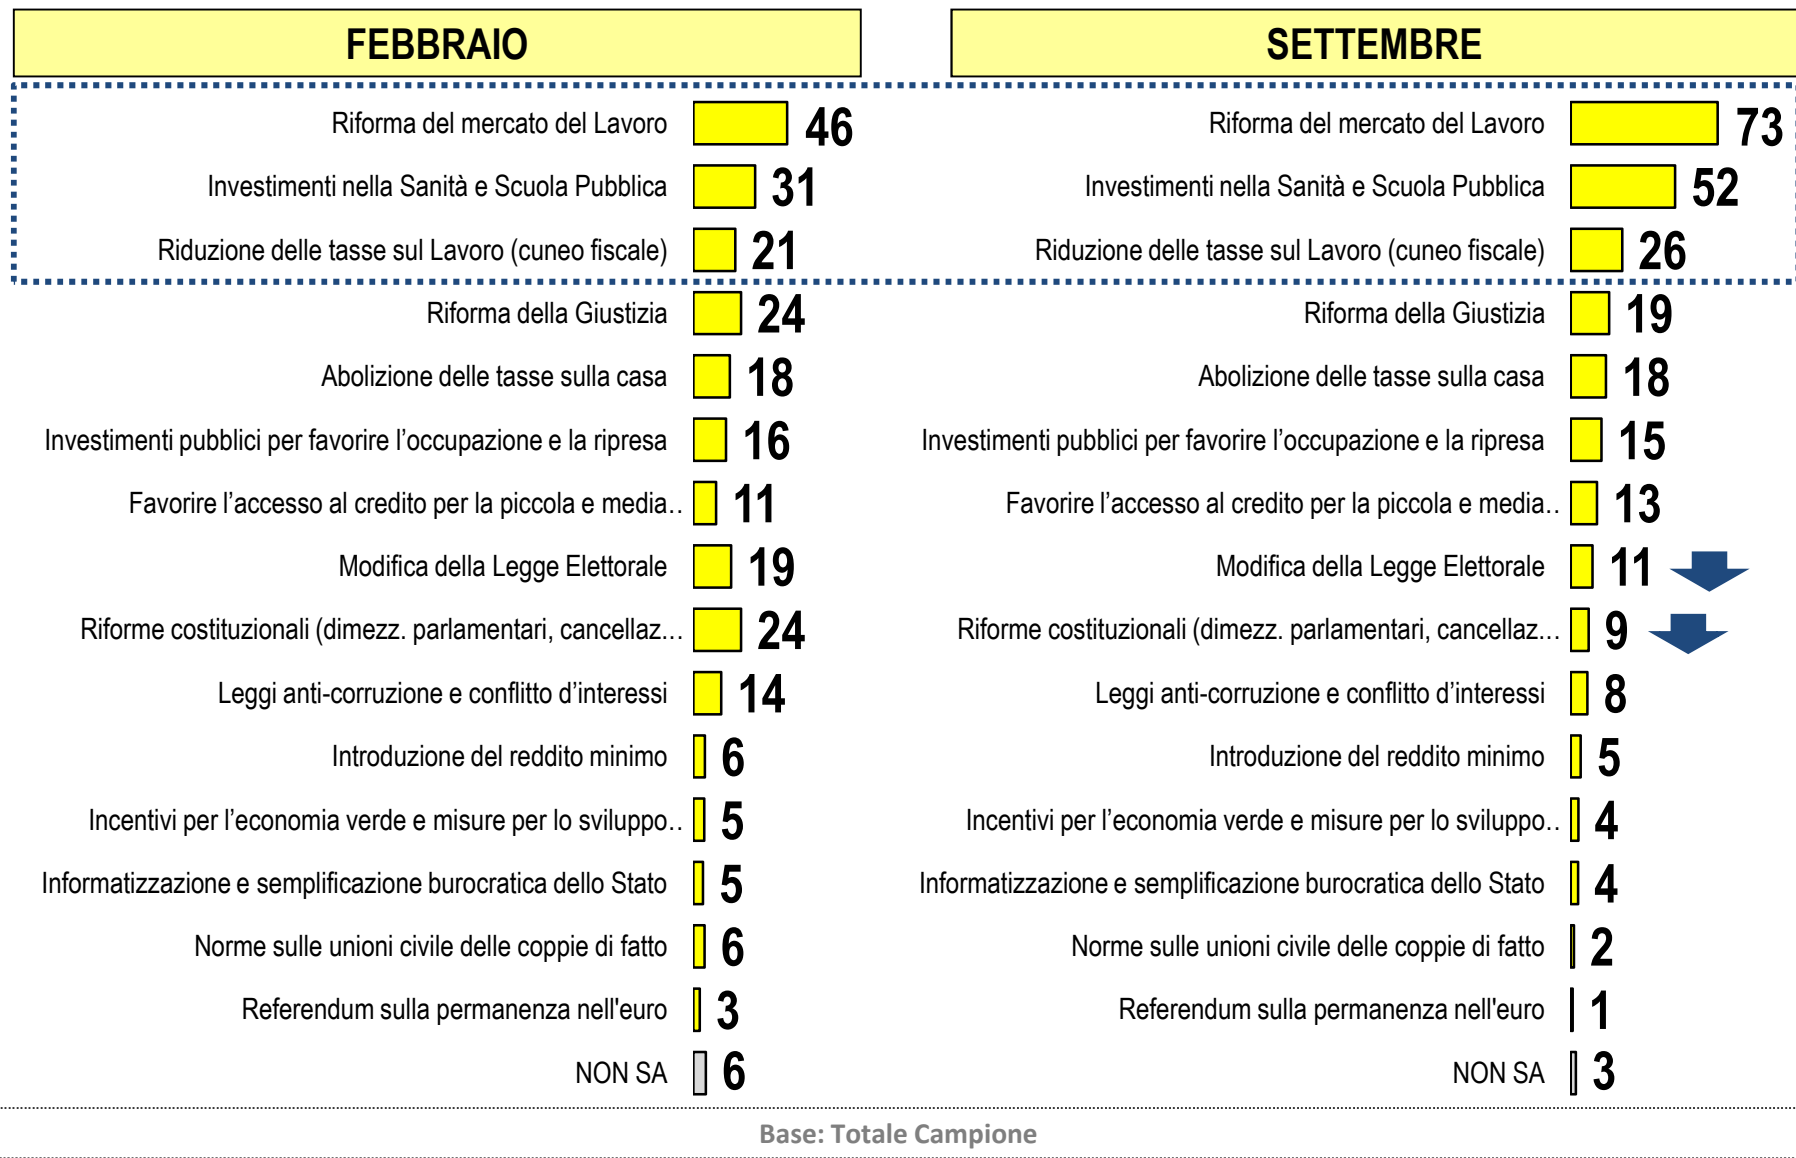 FEBBRAIO
Riforma del mercato del Lavoro 46
Investimenti nella Sanità e Scuola Pubblica 31
Riduzione delle tasse sul Lavoro (cuneo fiscale) 21
Riforma della Giustizia 24
Abolizione delle tasse sulla casa 18
Investimenti pubblici per favorire l’occupazione e la ripresa 16
Favorire l’accesso al credito per la piccola e media.. 11
Modifica della Legge Elettorale 19
Riforme costituzionali (dimezz. parlamentari, cancellaz... 24
Leggi anti-corruzione e conflitto d’interessi 14
Introduzione del reddito minimo 6
Incentivi per l’economia verde e misure per lo sviluppo.. 5
Informatizzazione e semplificazione burocratica dello Stato 5
Norme sulle unioni civile delle coppie di fatto 6
Referendum sulla permanenza nell'euro 3
NON SA 6
SETTEMBRE
Riforma del mercato del Lavoro 73
Investimenti nella Sanità e Scuola Pubblica 52
Riduzione delle tasse sul Lavoro (cuneo fiscale) 26
Riforma della Giustizia 19
Abolizione delle tasse sulla casa 18
Investimenti pubblici per favorire l’occupazione e la ripresa 15
Favorire l’accesso al credito per la piccola e media.. 13
Modifica della Legge Elettorale 11
Riforme costituzionali (dimezz. parlamentari, cancellaz... 9
Leggi anti-corruzione e conflitto d’interessi 8
Introduzione del reddito minimo 5
Incentivi per l’economia verde e misure per lo sviluppo.. 4
Informatizzazione e semplificazione burocratica dello Stato 4
Norme sulle unioni civile delle coppie di fatto 2
Referendum sulla permanenza nell'euro 1
NON SA 3
Base: Totale Campione